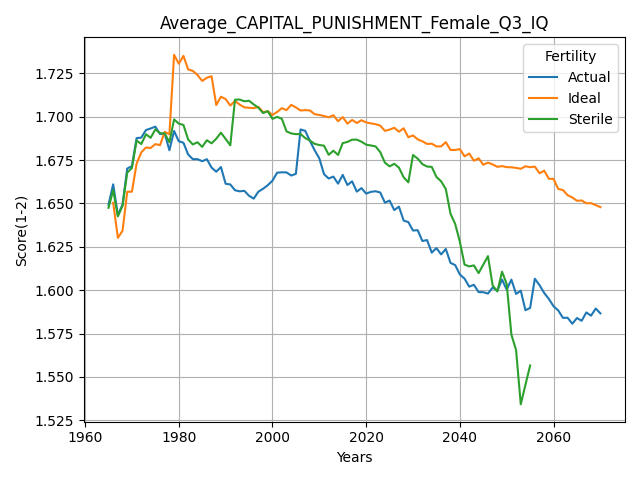 Average_CAPITAL_PUNISHMENT_Female_Q3_IQ
Fertility
Actual
Ideal
Sterile
Score(1-2)
1.725
1.700
1.675
1.650
1.625
1.600
1.575
1.550
1.525
1960 1980 2000 2020 2040 2060
Years